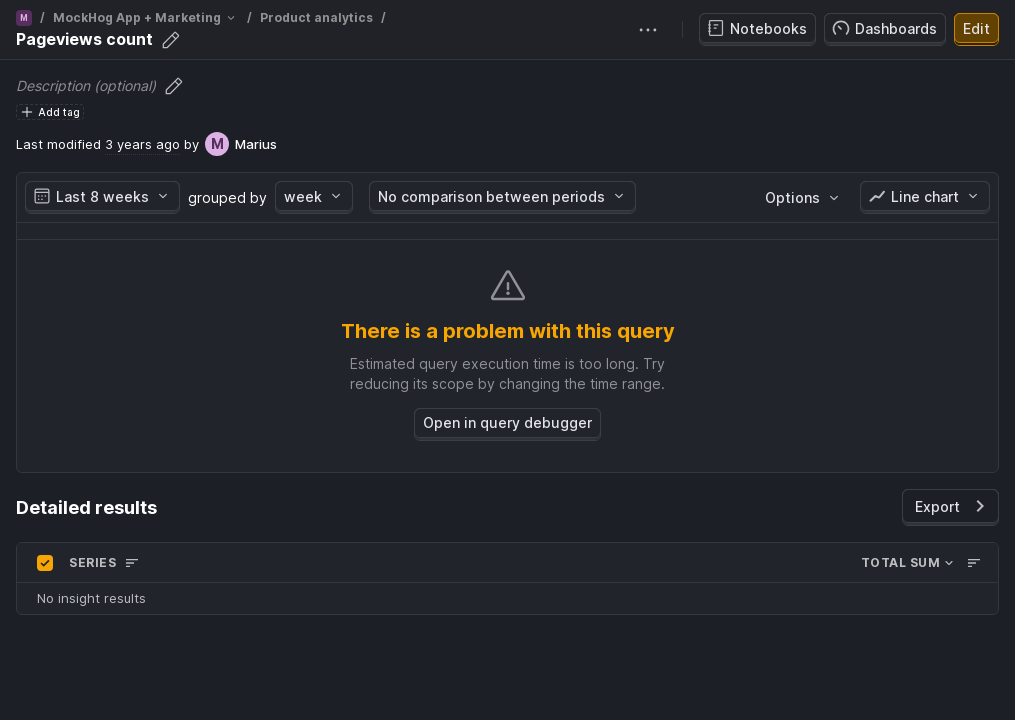 M / MockHog App + Marketing / Product analytics /
Pageviews count
Notebooks
Dashboards
Edit
Description (optional)
Add tag
Last modified 3 years ago by M Marius
Last 8 weeks
grouped by
week
No comparison between periods
Options
Line chart
There is a problem with this query
Estimated query execution time is too long. Try
reducing its scope by changing the time range.
Open in query debugger
Detailed results
Export
SERIES
TOTAL SUM
No insight results